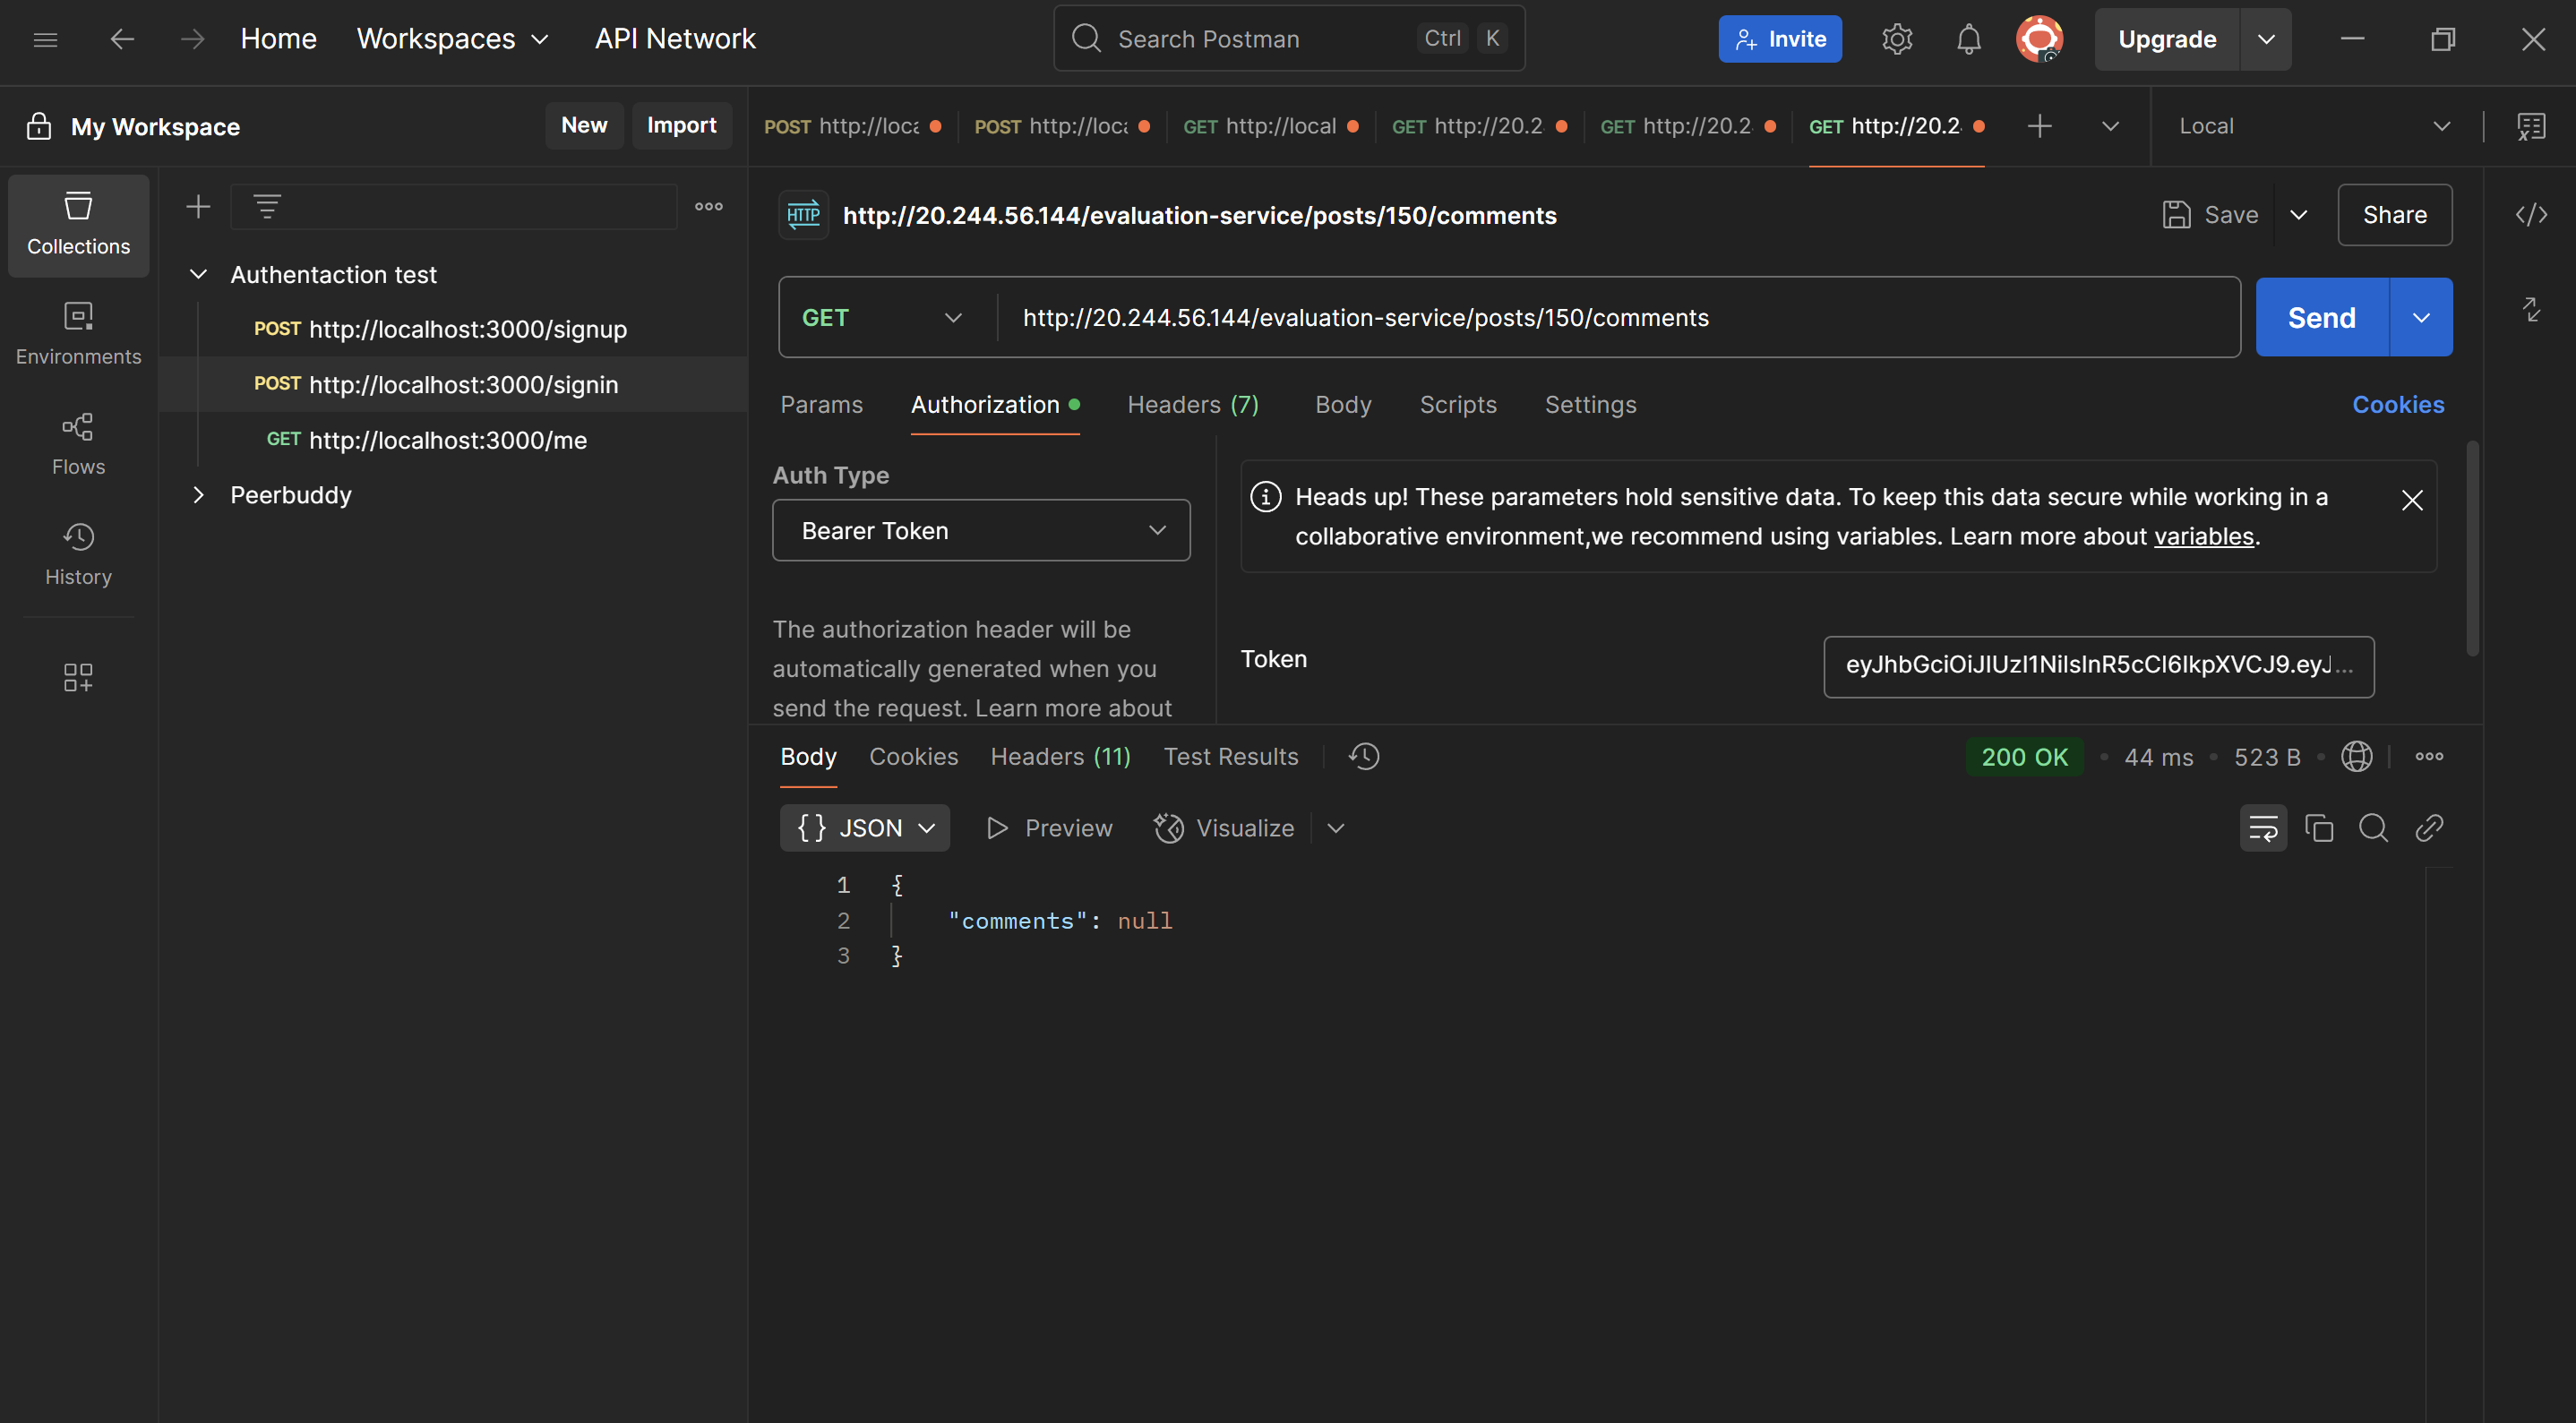 Home
Workspaces
API Network
Search Postman
Ctrl K
Invite
Upgrade
My Workspace
New
Import
POST http://loca
POST http://loca
GET http://local
GET http://20.2
GET http://20.2
GET http://20.2
Local
Collections
Environments
Flows
History
Authentaction test
POST http://localhost:3000/signup
POST http://localhost:3000/signin
GET http://localhost:3000/me
Peerbuddy
HTTP http://20.244.56.144/evaluation-service/posts/150/comments
Save
Share
GET
http://20.244.56.144/evaluation-service/posts/150/comments
Send
Params
Authorization
Headers (7)
Body
Scripts
Settings
Cookies
Auth Type
Bearer Token
The authorization header will be
automatically generated when you
send the request. Learn more about
Heads up! These parameters hold sensitive data. To keep this data secure while working in a
collaborative environment,we recommend using variables. Learn more about variables.
Token
eyJhbGciOiJIUzI1NiIsInR5cCI6IkpXVCJ9.eyJ...
Body
Cookies
Headers (11)
Test Results
200 OK
44 ms
523 B
{} JSON
Preview
Visualize
1 {
2 "comments": null
3 }